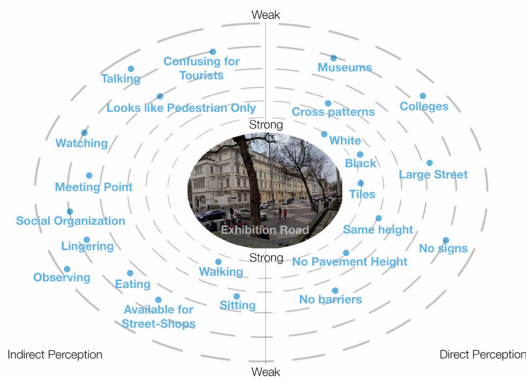 Weak
Confusing for
Tourists
Museums
Talking
Looks like Pedestrian Only
Cross patterns
Colleges
Strong
Watching
White
Black
Large Street
Meeting Point
Tiles
Social Organization
Exhibition Road
Same height
Lingering
No signs
Strong
Observing
Eating
Walking
No Pavement Height
Available for
Street-Shops
Sitting
No barriers
Indirect Perception
Direct Perception
Weak